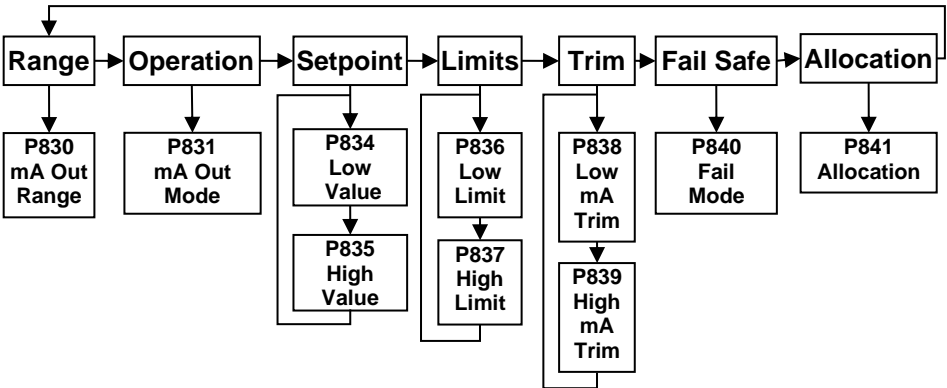 Range
Operation
Setpoint
Limits
Trim
Fail Safe
Allocation
P830
mA Out
Range
P831
mA Out
Mode
P834
Low
Value
P835
High
Value
P836
Low
Limit
P837
High
Limit
P838
Low
mA
Trim
P839
High
mA
Trim
P840
Fail
Mode
P841
Allocation